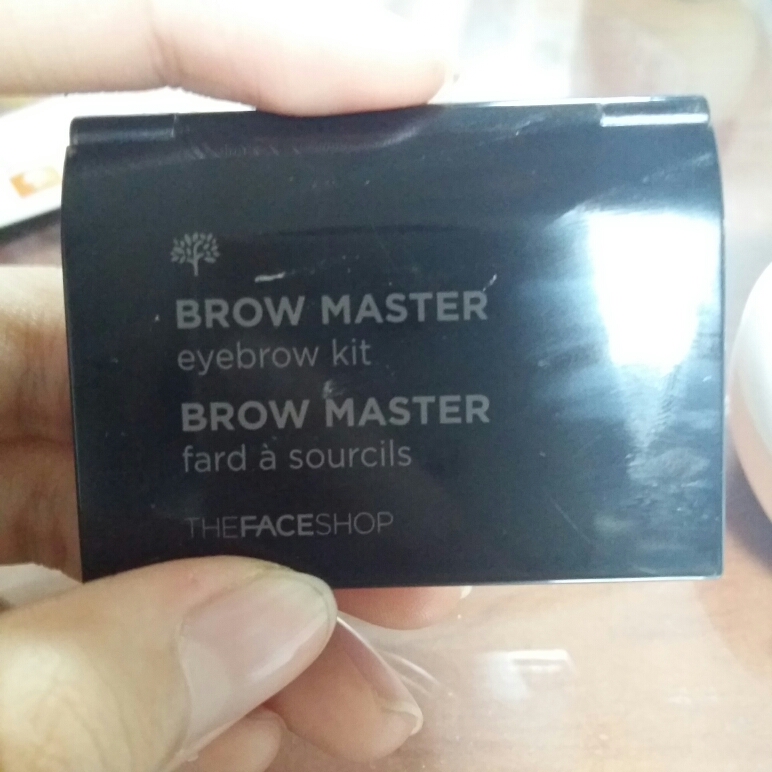 BROW MASTER
eyebrow kit
BROW MASTER
fard à sourcils
THEFACESHOP